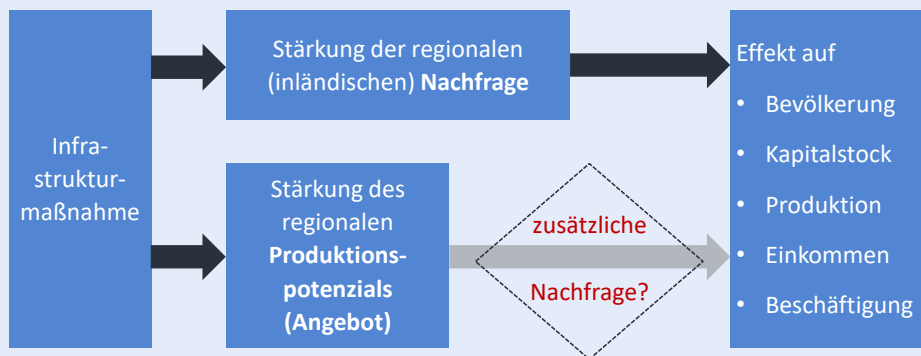 Infra-
struktur-
maßnahme
Stärkung der regionalen
(inländischen) Nachfrage
Stärkung des
regionalen
Produktions-
potenzials
(Angebot)
zusätzliche
Nachfrage?
Effekt auf
• Bevölkerung
• Kapitalstock
• Produktion
• Einkommen
• Beschäftigung